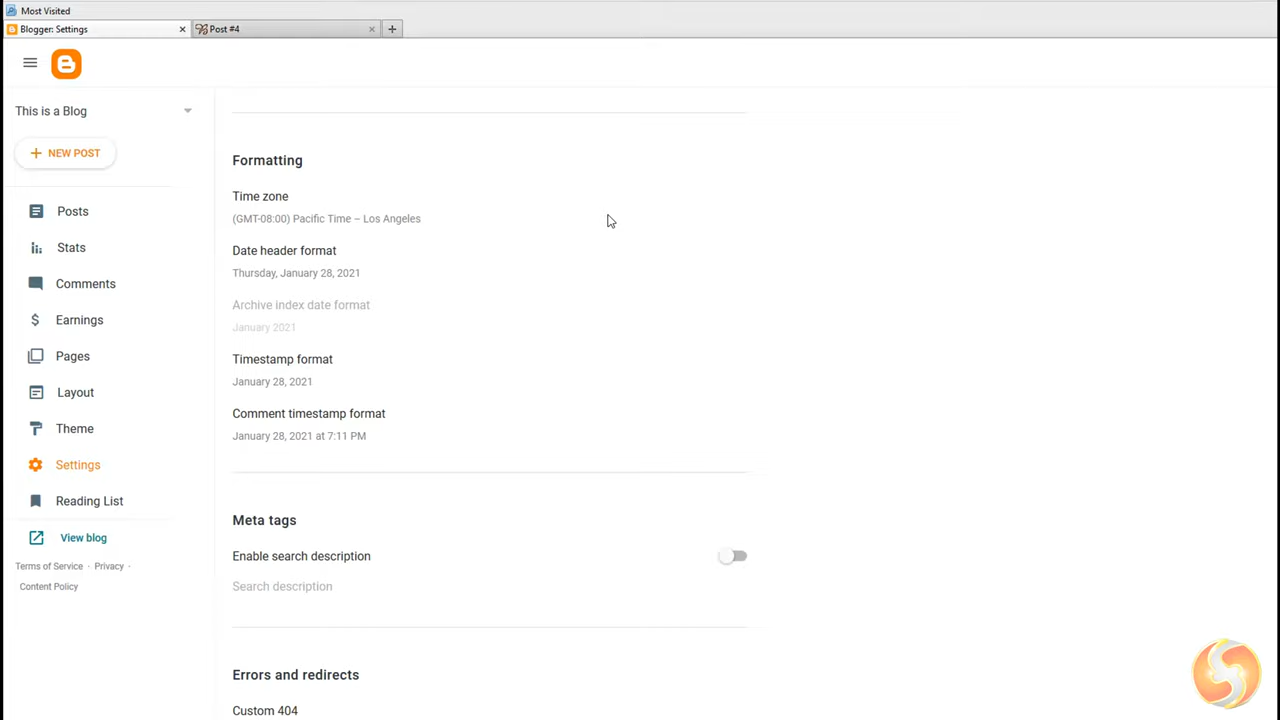 Most Visited
Blogger: Settings
Post #4
This is a Blog
NEW POST
Posts
Stats
Comments
Earnings
Pages
Layout
Theme
Settings
Reading List
View blog
Terms of Service · Privacy ·
Content Policy
Formatting
Time zone
(GMT-08:00) Pacific Time – Los Angeles
Date header format
Thursday, January 28, 2021
Archive index date format
January 2021
Timestamp format
January 28, 2021
Comment timestamp format
January 28, 2021 at 7:11 PM
Meta tags
Enable search description
Search description
Errors and redirects
Custom 404